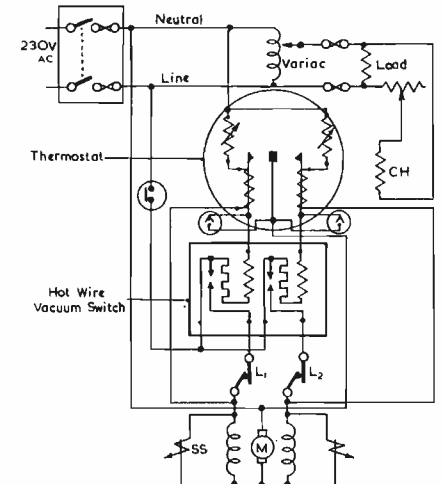 Neutral
230V
AC
Variac
Load
Line
Thermostat
CH
Hot Wire
Vacuum Switch
L1
L2
SS
M